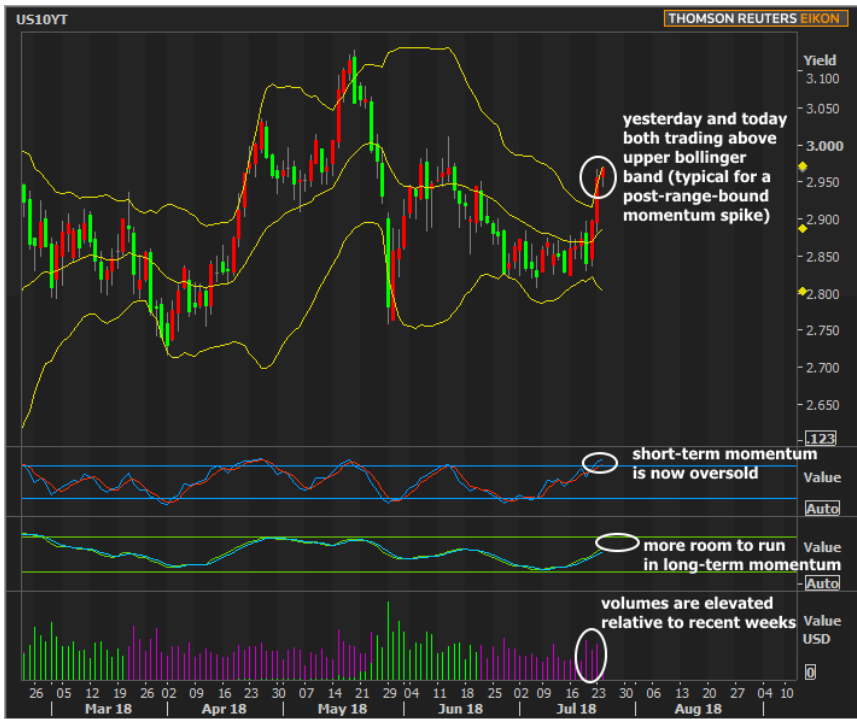 US10YT
THOMSON REUTERS EIKON
Yield
3.100
3.050
yesterday and today
both trading above
upper bollinger
band (typical for a
post-range-bound
momentum spike)
3.000
2.950
2.900
2.850
2.800
2.750
2.700
2.650
.123
short-term momentum
is now oversold
Value
Auto
more room to run
in long-term momentum
Value
Auto
volumes are elevated
relative to recent weeks
Value
USD
0
26 05 12 19 26 02 09 16 23 30 07 14 21 29 04 11 18 25 02 09 16 23 30 06 13 20 27 04 10
Mar 18 Apr 18 May 18 Jun 18 Jul 18 Aug 18